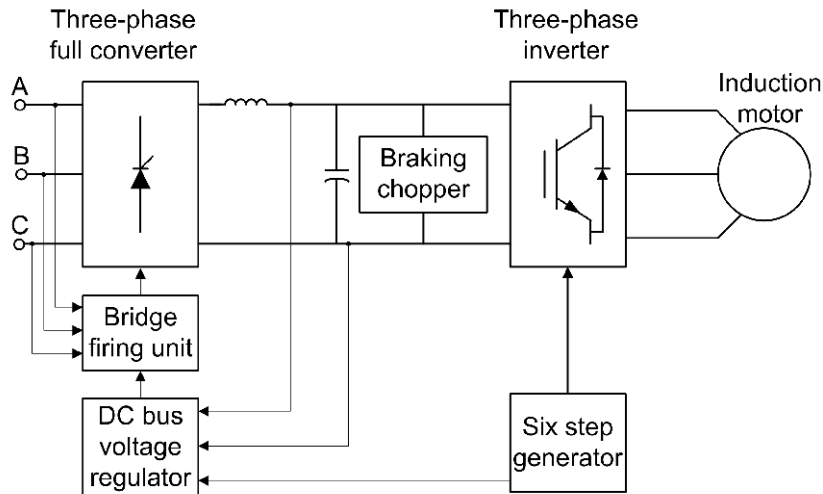 Three-phase
full converter
Three-phase
inverter
Induction
motor
A
B
C
Braking
chopper
Bridge
firing unit
DC bus
voltage
regulator
Six step
generator